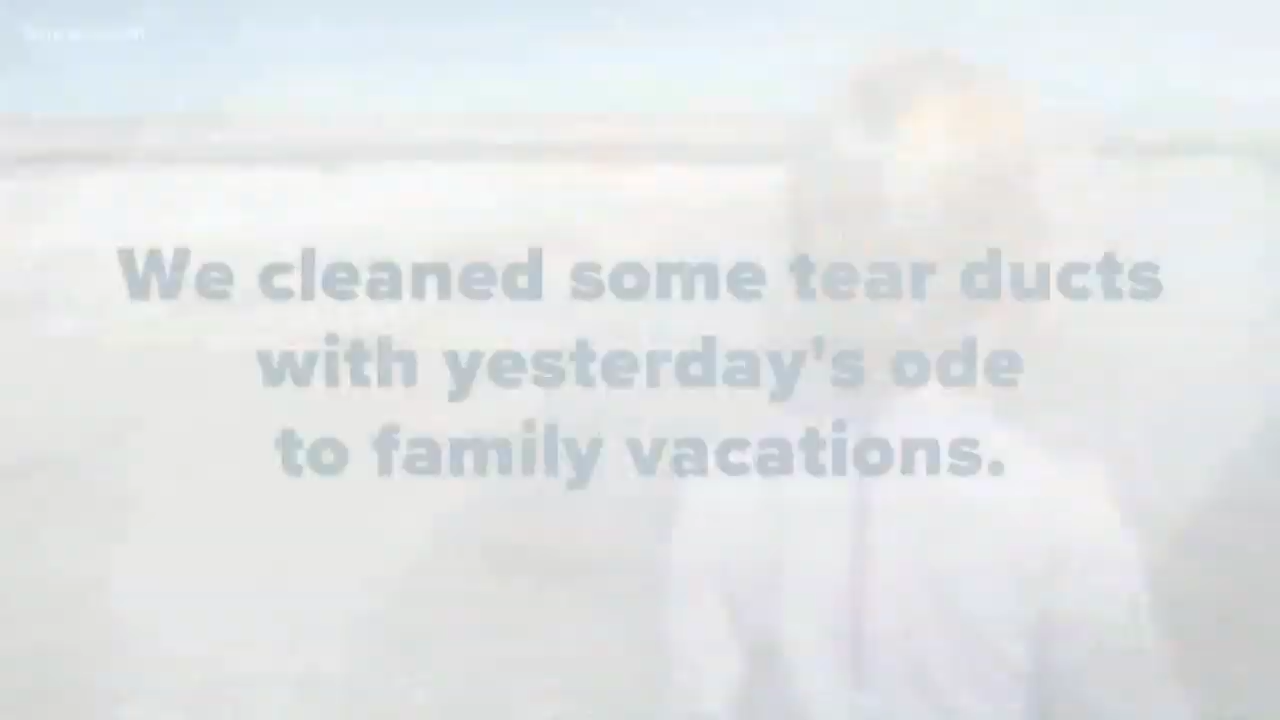 We cleaned some tear ducts
with yesterday's ode
to family vacations.